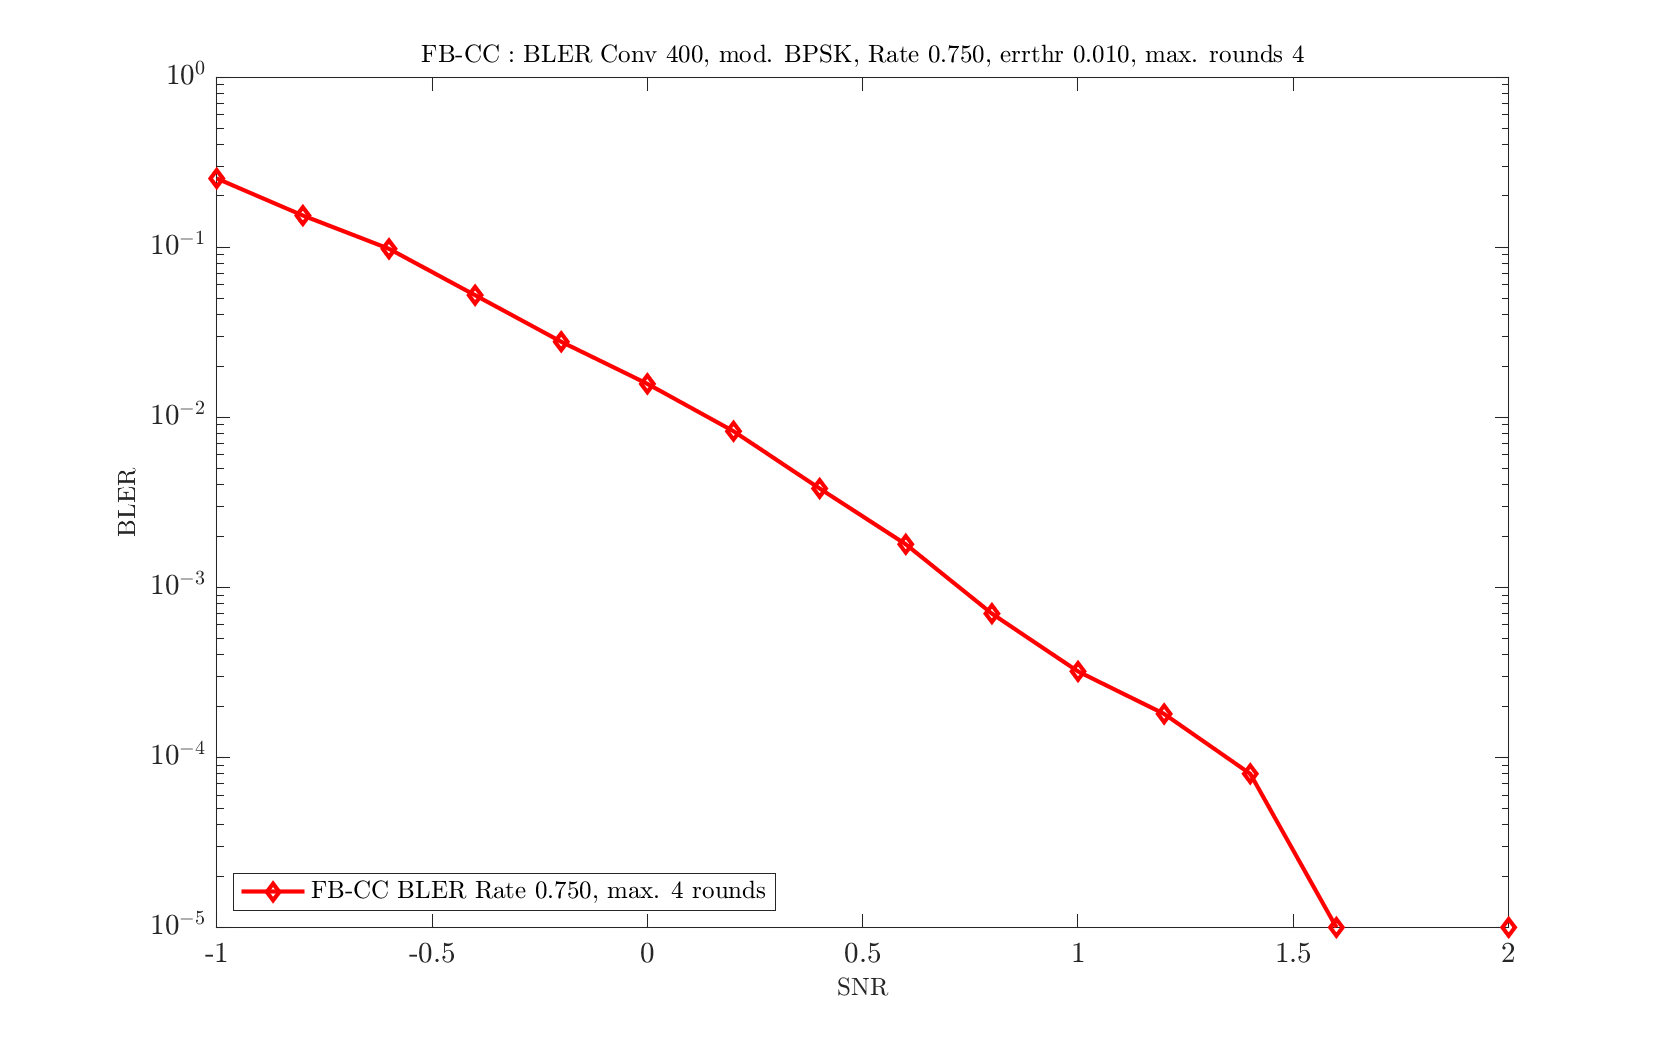 FB-CC : BLER Conv 400, mod. BPSK, Rate 0.750, errthr 0.010, max. rounds 4
10^0
10^-1
10^-2
10^-3
10^-4
10^-5
BLER
FB-CC BLER Rate 0.750, max. 4 rounds
-1 -0.5 0 0.5 1 1.5 2
SNR